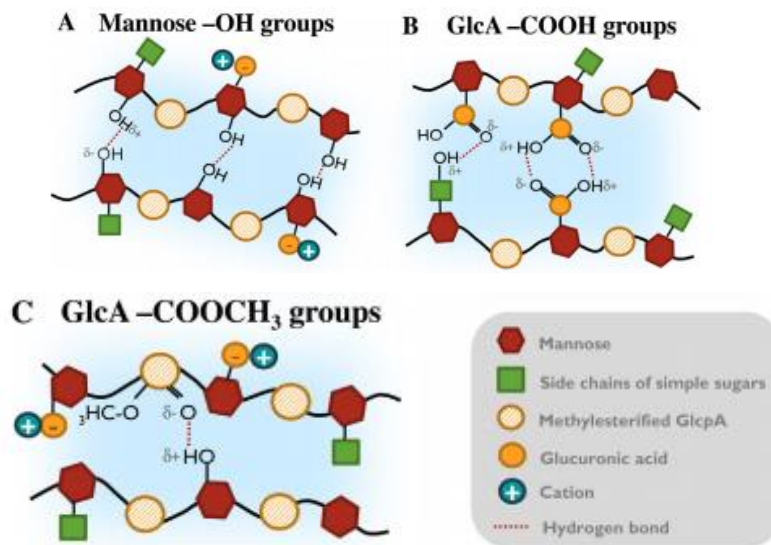 A Mannose –OH groups
B GlcA –COOH groups
OH
δ+
δ-
OH
OH
OH
OH
OH
δ-
HO
O
OH
δ+
δ+
HO
O
δ-
δ-
O
OH
δ+
C GlcA –COOCH₃ groups
₃HC-O
δ-
O
δ+
HO
Mannose
Side chains of simple sugars
Methylesterified GlcpA
Glucuronic acid
Cation
Hydrogen bond